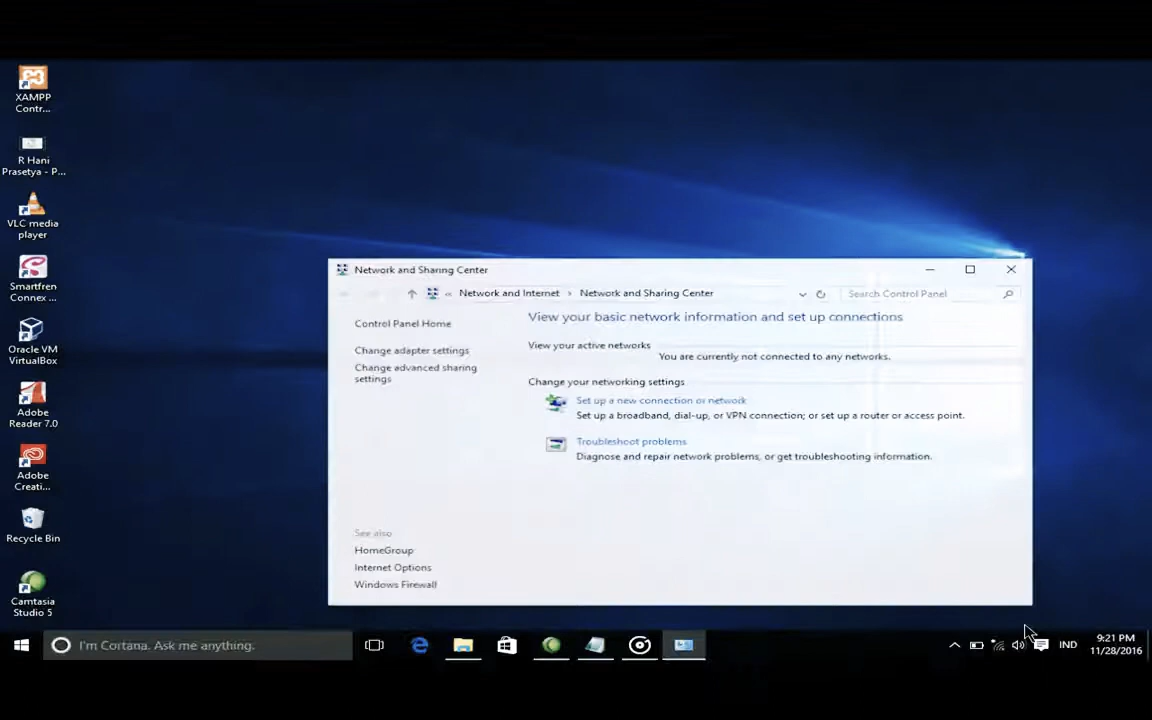 XAMPP
Contr...
R Hani
Prasetya - P...
VLC media
player
Smartfren
Connex ...
Oracle VM
VirtualBox
Adobe
Reader 7.0
Adobe
Creati...
Recycle Bin
Camtasia
Studio 5
Network and Sharing Center
« Network and Internet › Network and Sharing Center
Search Control Panel
Control Panel Home
Change adapter settings
Change advanced sharing
settings
View your basic network information and set up connections
View your active networks
You are currently not connected to any networks.
Change your networking settings
Set up a new connection or network
Set up a broadband, dial-up, or VPN connection; or set up a router or access point.
Troubleshoot problems
Diagnose and repair network problems, or get troubleshooting information.
See also
HomeGroup
Internet Options
Windows Firewall
I'm Cortana. Ask me anything.
IND
9:21 PM
11/28/2016